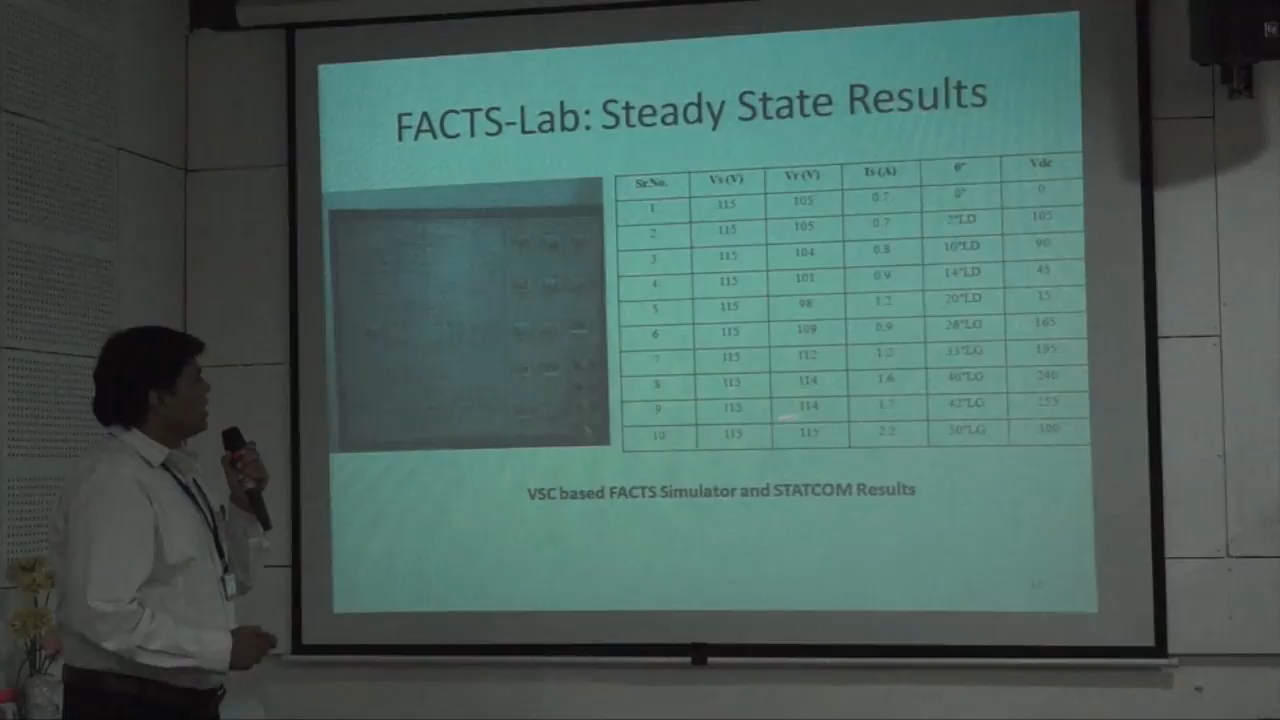 FACTS-Lab: Steady State Results
Sr.No. Vs (V) Vr (V) Is (A) θ° Vdc
1 115 105 0.7 0° 0
2 115 105 0.7 LD 105
3 115 104 0.8 10°LD 90
4 115 101 0.9 14°LD 45
5 115 98 1.2 20°LD 15
6 115 109 0.9 28°LG 165
7 115 112 1.2 33°LG 195
8 115 114 1.6 LG 240
9 115 114 1.7 42°LG 255
10 115 115 2.2 50°LG 300
VSC based FACTS Simulator and STATCOM Results